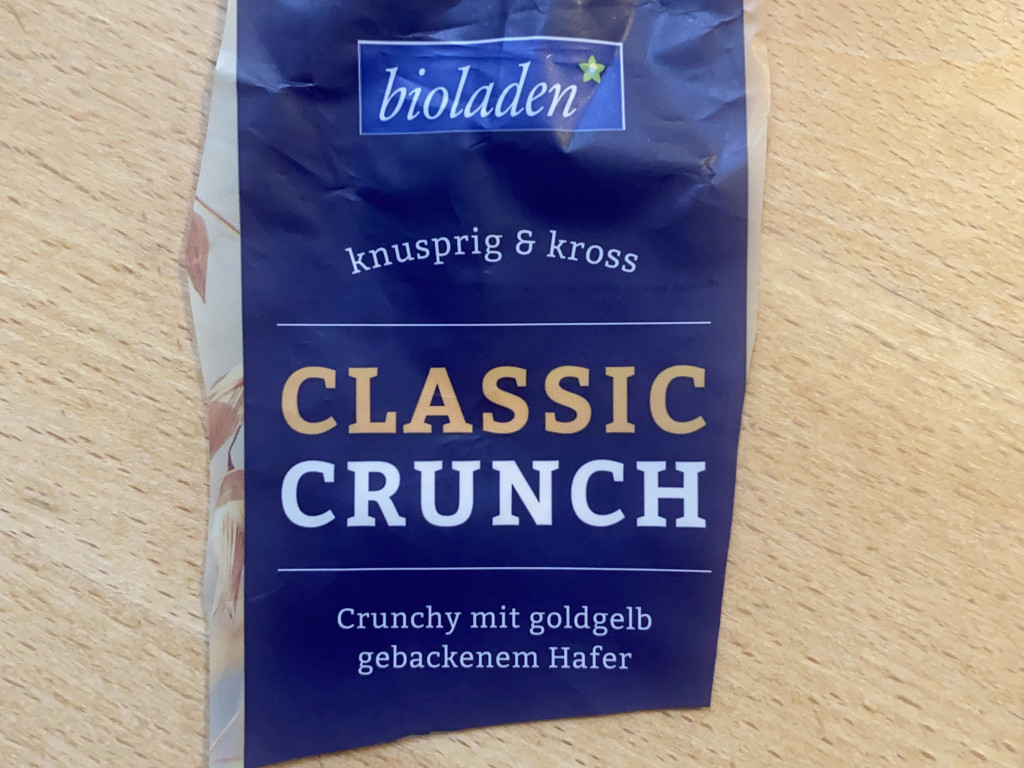 bioladen
knusprig & kross
CLASSIC
CRUNCH
Crunchy mit goldgelb
gebackenem Hafer